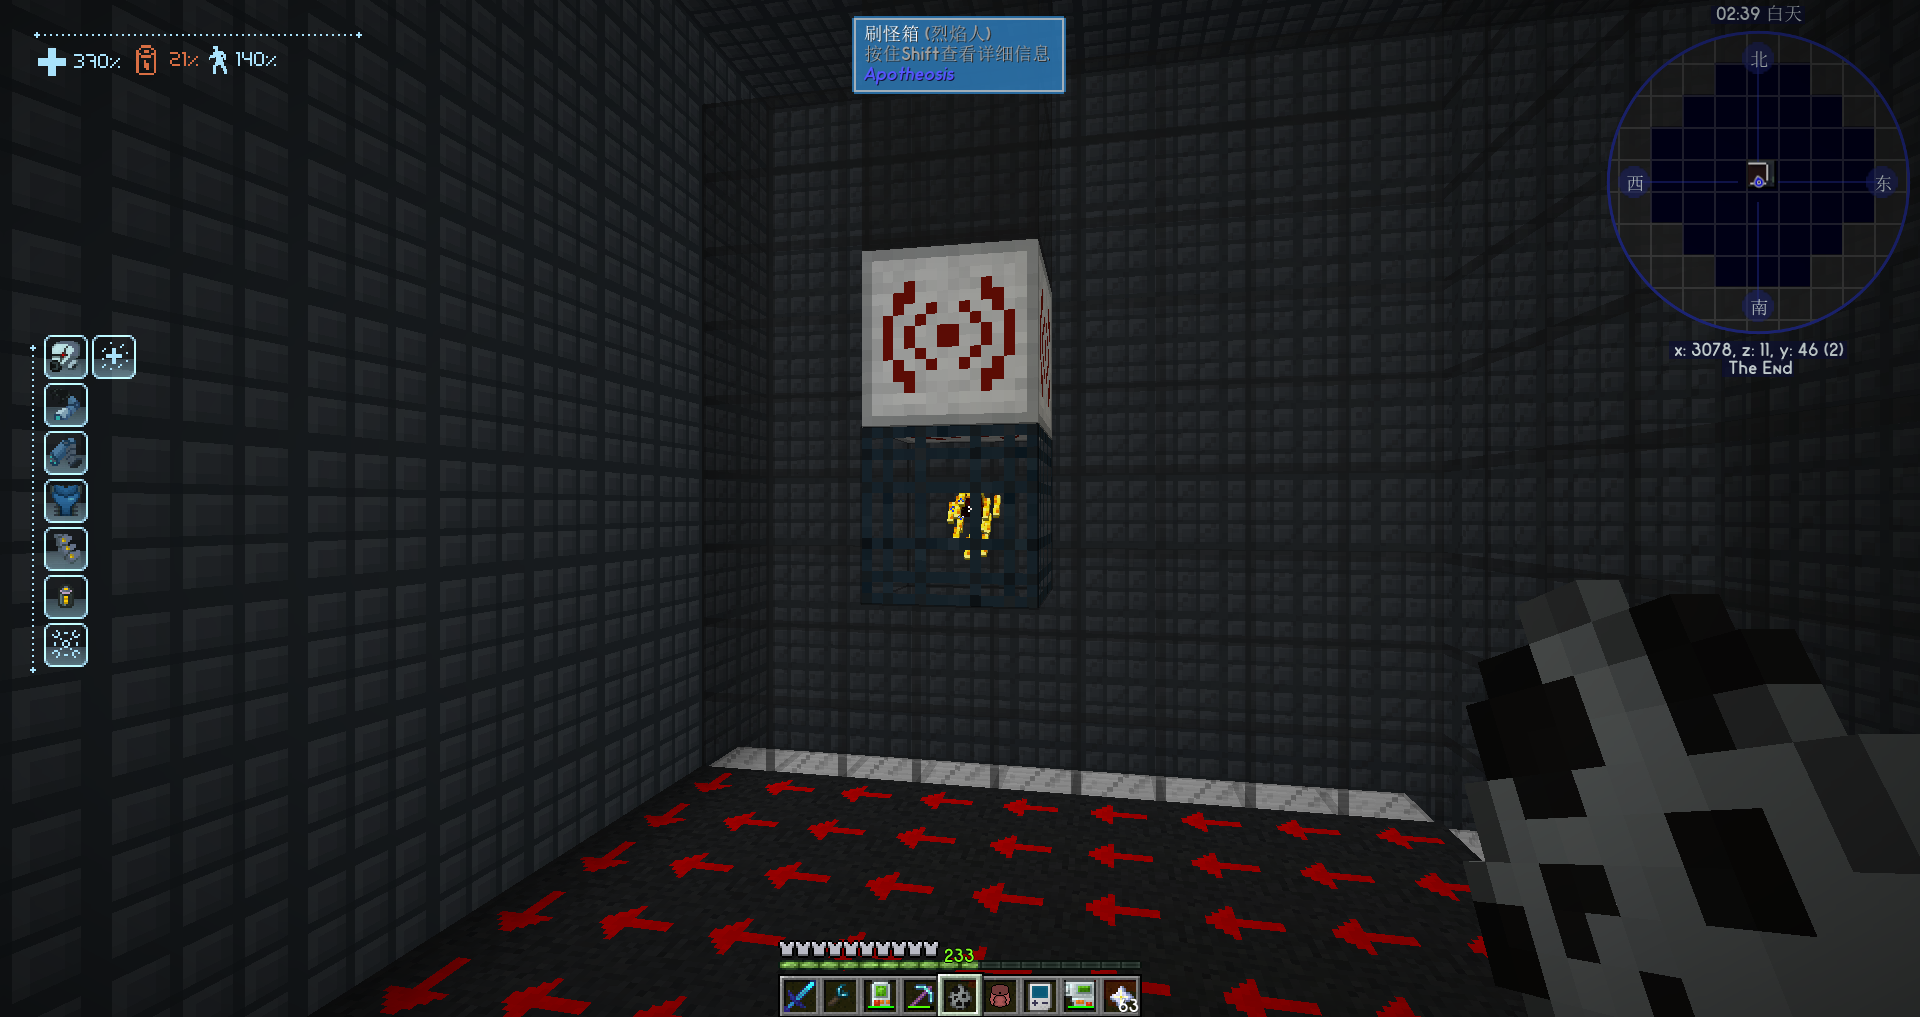 刷怪箱 (烈焰人)
按住Shift查看详细信息
Apotheosis
370%
21%
140%
02:39 白天
北
西
东
南
x: 3078, z: 11, y: 46 (2)
The End
233
63